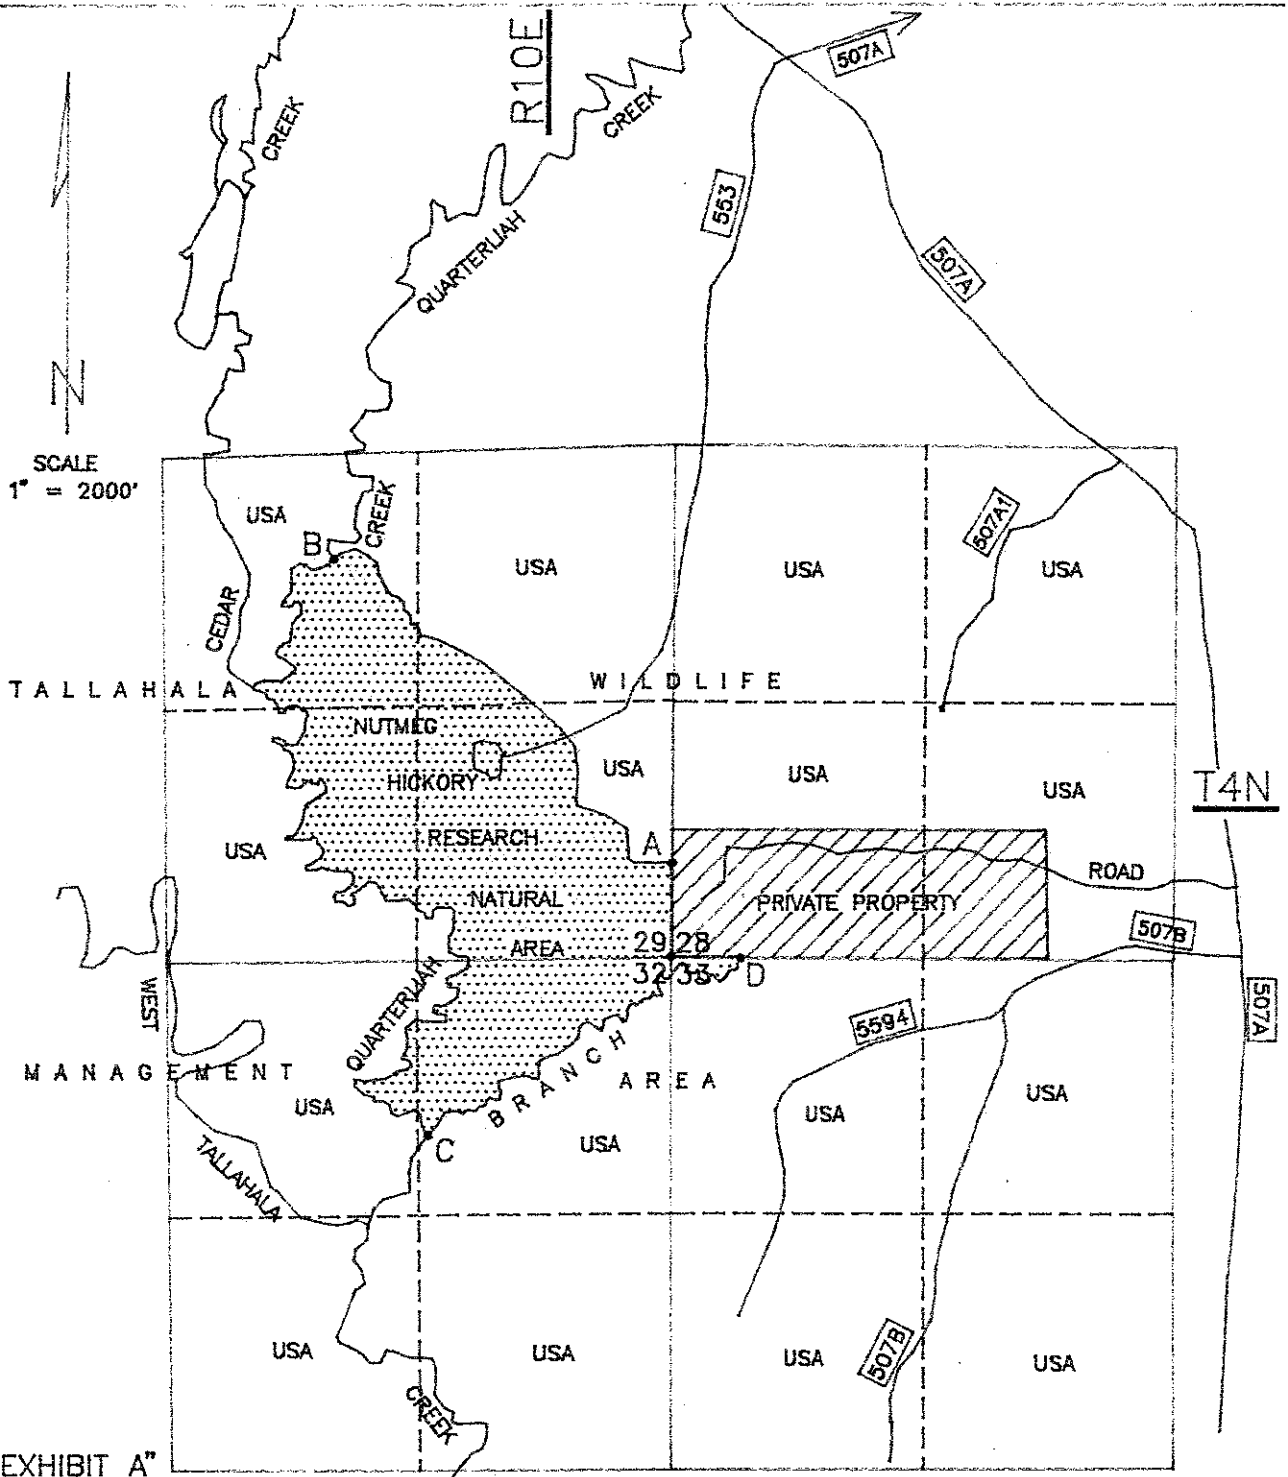 R10E
507A
CREEK
CREEK
553
QUARTERLIAH
507A
N
SCALE
1" = 2000'
USA
CREEK
507A1
B
USA
USA
USA
CEDAR
TALLAHALA
WILDLIFE
NUTMEG
USA
USA
HICKORY
USA
T4N
RESEARCH
USA
A
ROAD
NATURAL
PRIVATE PROPERTY
507B
AREA
29 28
32 33
D
QUARTERLIAH
WEST
507A
5594
BRANCH
MANAGEMENT
AREA
USA
USA
USA
USA
C
TALLAHALA
USA
USA
USA
USA
507B
CREEK
EXHIBIT A"